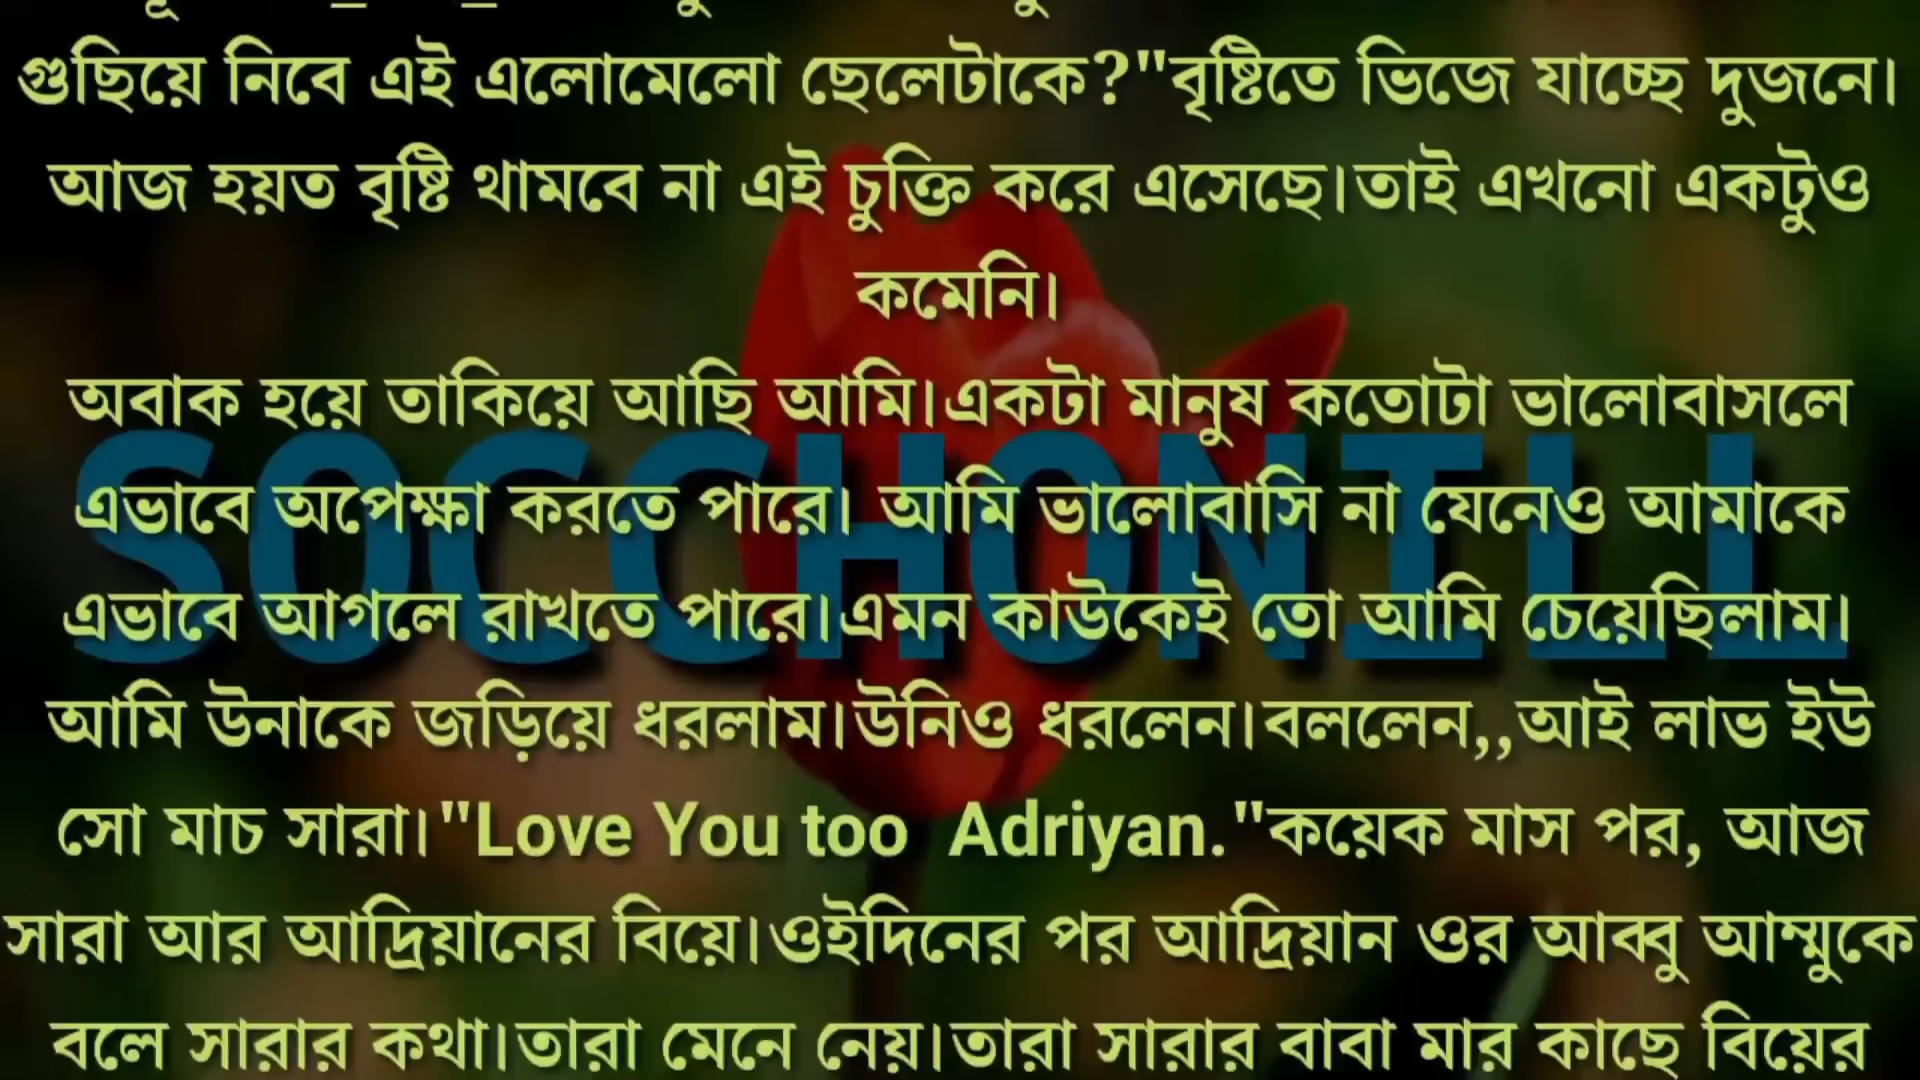 গুছিয়ে নিবে এই এলোমেলো ছেলেটাকে?"বৃষ্টিতে ভিজে যাচ্ছে দুজনে।
আজ হয়ত বৃষ্টি থামবে না এই চুক্তি করে এসেছে।তাই এখনো একটুও
কমেনি।
অবাক হয়ে তাকিয়ে আছি আমি।একটা মানুষ কতোটা ভালোবাসলে
এভাবে অপেক্ষা করতে পারে। আমি ভালোবাসি না যেনেও আমাকে
SOCCHONILL
এভাবে আগলে রাখতে পারে।এমন কাউকেই তো আমি চেয়েছিলাম।
আমি উনাকে জড়িয়ে ধরলাম।উনিও ধরলেন।বললেন,,আই লাভ ইউ
সো মাচ সারা।"Love You too Adriyan."কয়েক মাস পর, আজ
সারা আর আদ্রিয়ানের বিয়ে।ওইদিনের পর আদ্রিয়ান ওর আব্বু আম্মুকে
বলে সারার কথা।তারা মেনে নেয়।তারা সারার বাবা মার কাছে বিয়ের